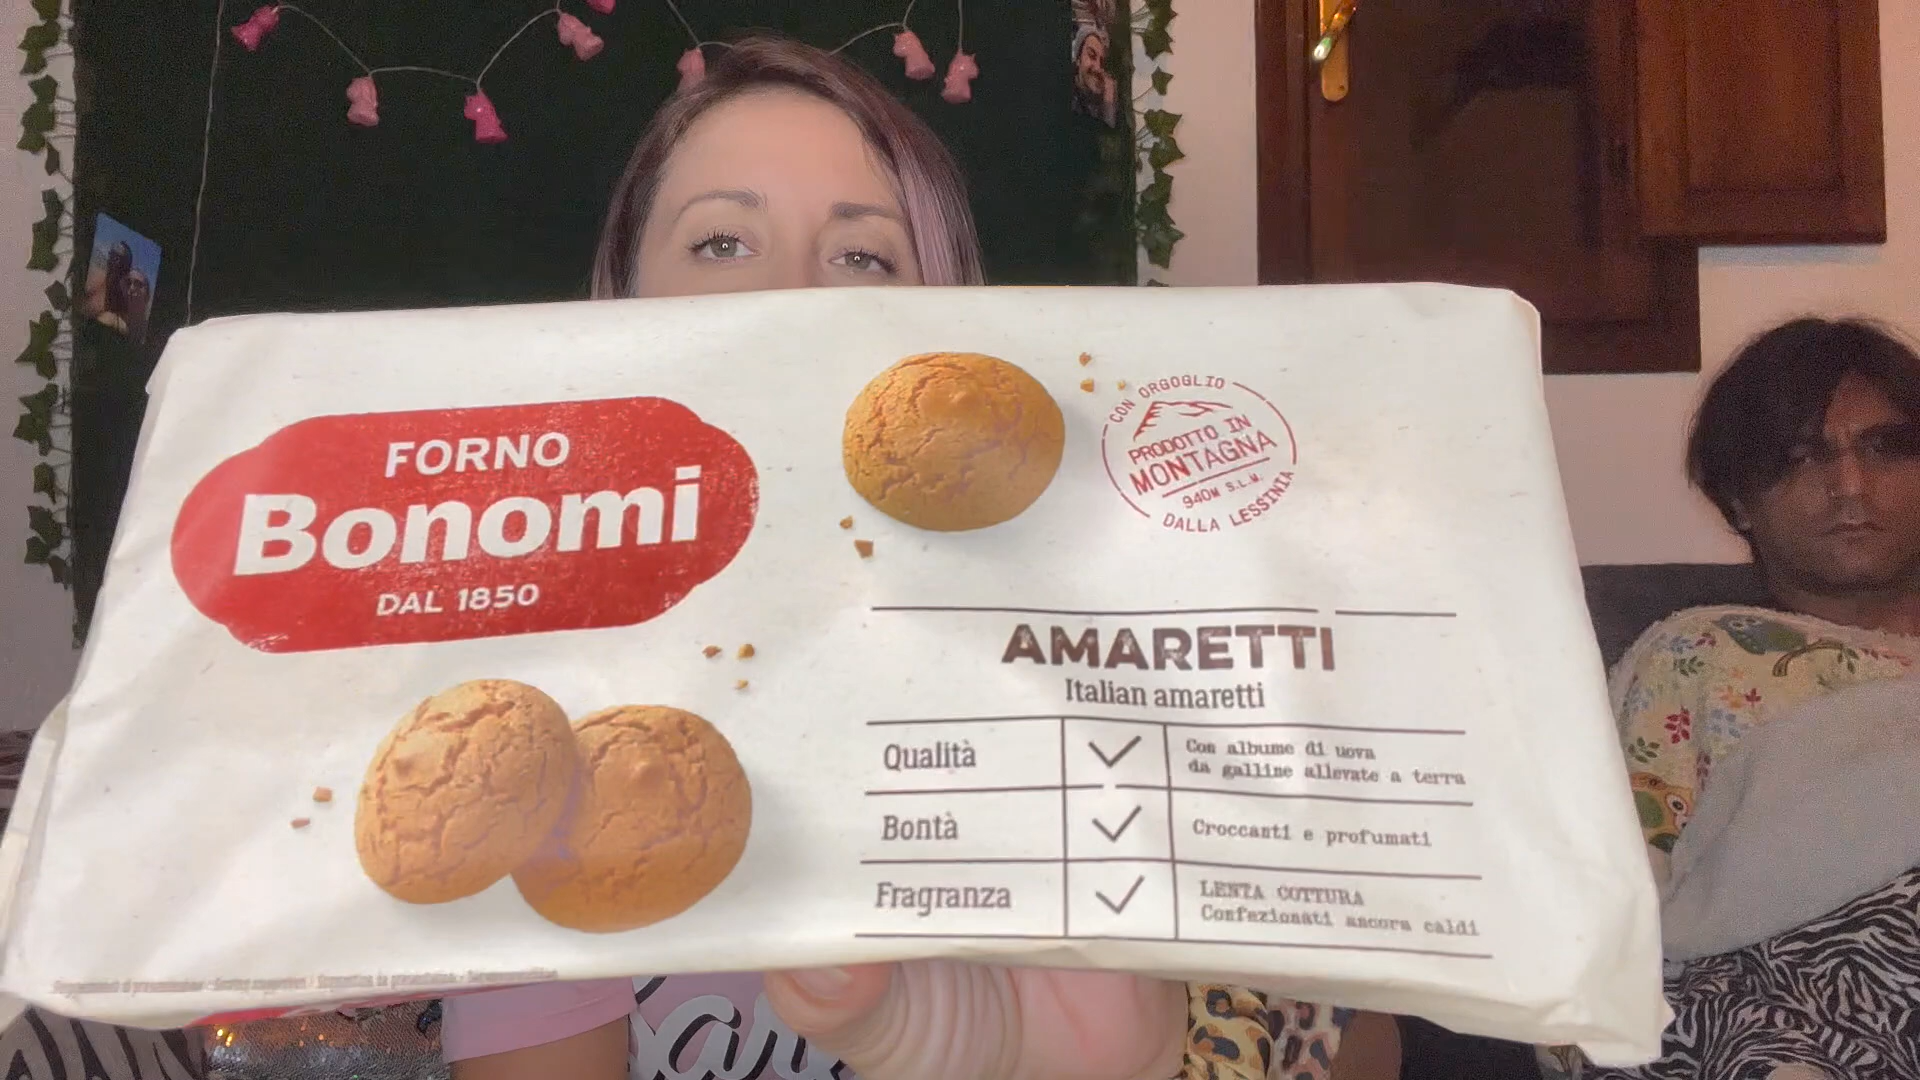 FORNO
Bonomi
DAL 1850
CON ORGOGLIO
PRODOTTO IN
MONTAGNA
940M S.L.M.
DALLA LESSINIA
AMARETTI
Italian amaretti
Qualità
Con albume di uova
da galline allevate a terra
Bontà
Croccanti e profumati
Fragranza
LENTA COTTURA
Confezionati ancora caldi